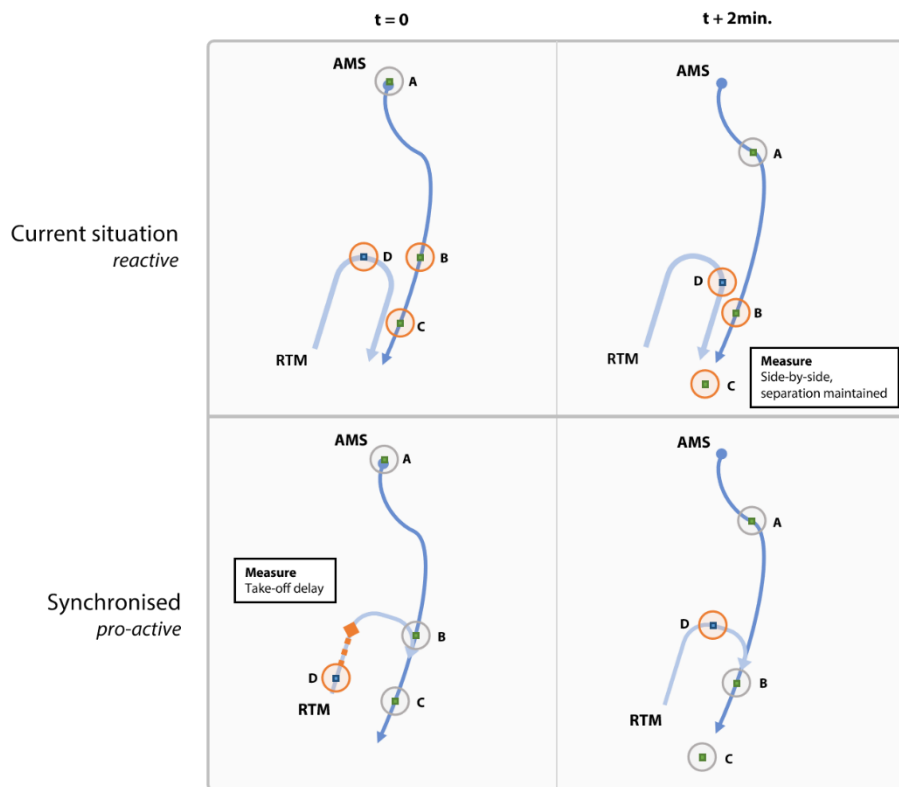 t = 0
t + 2min.
Current situation
reactive
AMS
A
D
B
C
RTM
AMS
A
D
B
C
RTM
Measure
Side-by-side,
separation maintained
Synchronised
pro-active
AMS
A
Measure
Take-off delay
B
D
C
RTM
AMS
A
D
B
RTM
C